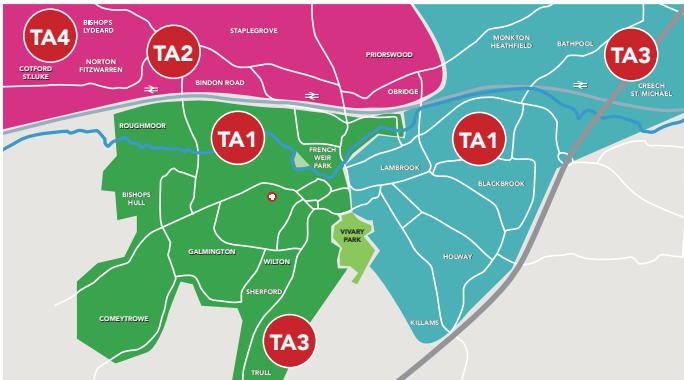 BISHOPS
LYDEARD
TA4
COTFORD
ST.LUKE
NORTON
FITZWARREN
TA2
STAPLEGROVE
BINDON ROAD
PRIORSWOOD
OBRIDGE
MONKTON
HEATHFIELD
BATHPOOL
TA3
CREECH
ST. MICHAEL
ROUGHMOOR
TA1
FRENCH
WEIR
PARK
TA1
LAMBROOK
BLACKBROOK
BISHOPS
HULL
VIVARY
PARK
GALMINGTON
WILTON
HOLWAY
SHERFORD
COMEYTROWE
KILLAMS
TA3
TRULL